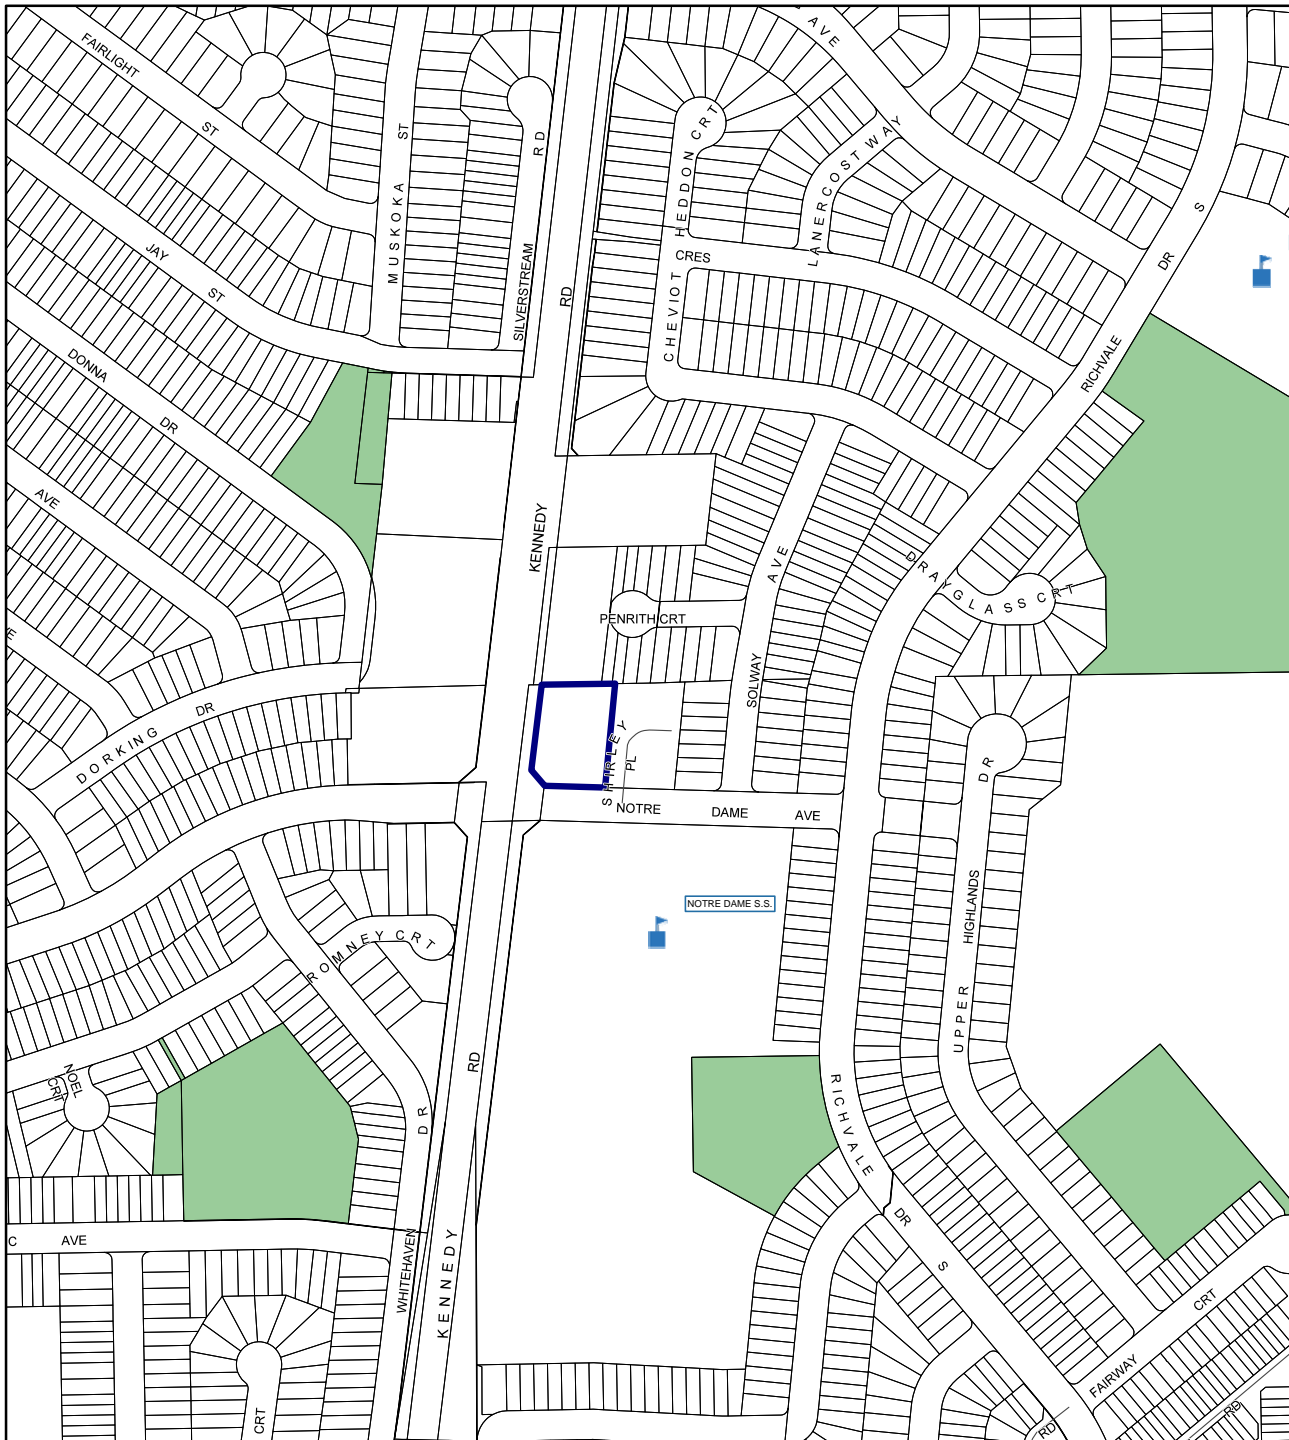 AVE
FAIRLIGHT
ST
MUSKOKA ST
SILVERSTREAM RD
HEDDON CRT
LANERCOST WAY
CHEVIOT CRES
RICHVALE DR S
JAY ST
RD
DONNA DR
AVE
KENNEDY
DRAYGLASS CRT
AVE
SOLWAY
PENRITH CRT
E
DORKING DR
SHIRLEY PL
NOTRE DAME AVE
UPPER HIGHLANDS DR
NOTRE DAME S.S.
ROMNEY CRT
RD
NOEL CRT
DR
RICHVALE DR S
C AVE
WHITEHAVEN
KENNEDY
CRT
FAIRWAY CRT
RD
RD